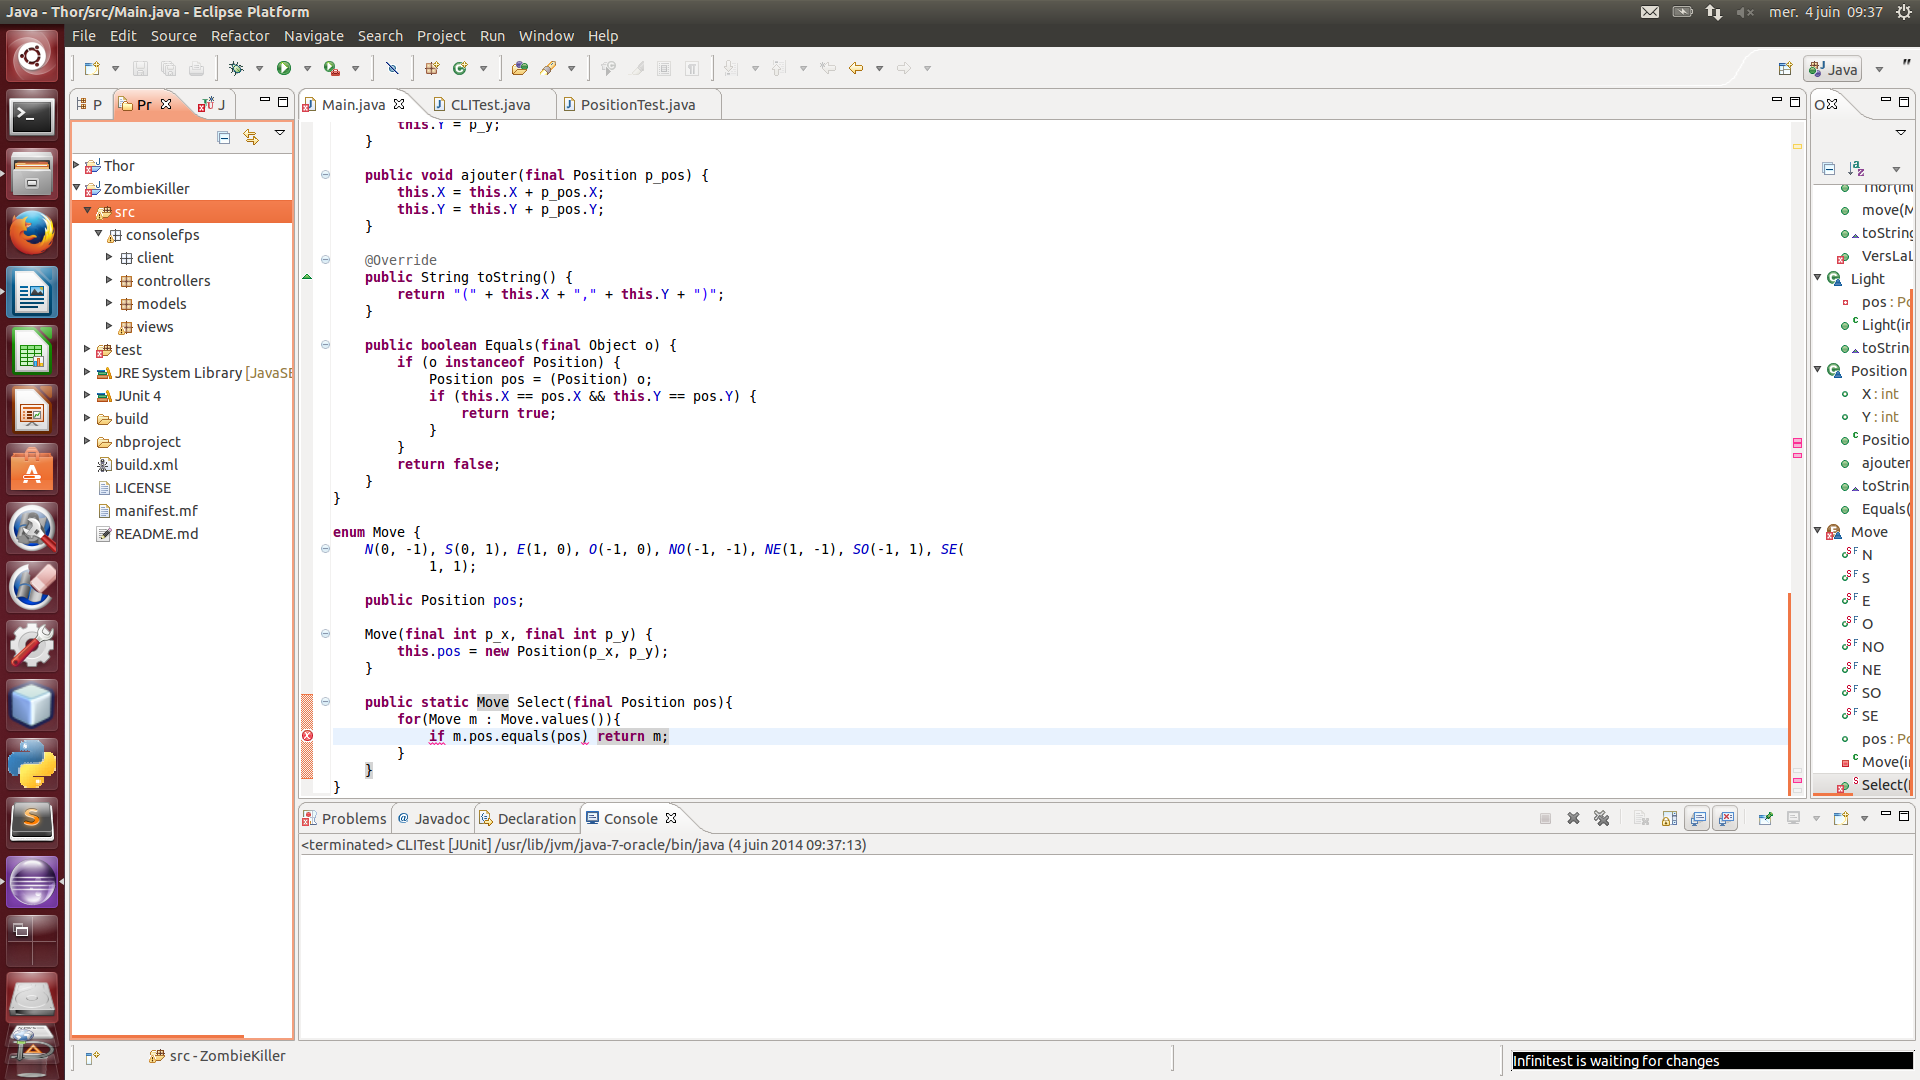 Java - Thor/src/Main.java - Eclipse Platform
mer. 4 juin 09:37
File Edit Source Refactor Navigate Search Project Run Window Help
Java
P
Pr
J
Main.java
CLITest.java
PositionTest.java
O
Thor
ZombieKiller
src
consolefps
client
controllers
models
views
test
JRE System Library [JavaSE
JUnit 4
build
nbproject
build.xml
LICENSE
manifest.mf
README.md
this.Y = p_y;
}
public void ajouter(final Position p_pos) {
this.X = this.X + p_pos.X;
this.Y = this.Y + p_pos.Y;
}
@Override
public String toString() {
return "(" + this.X + "," + this.Y + ")";
}
public boolean Equals(final Object o) {
if (o instanceof Position) {
Position pos = (Position) o;
if (this.X == pos.X && this.Y == pos.Y) {
return true;
}
}
return false;
}
}
enum Move {
N(0, -1), S(0, 1), E(1, 0), O(-1, 0), NO(-1, -1), NE(1, -1), SO(-1, 1), SE(
1, 1);
public Position pos;
Move(final int p_x, final int p_y) {
this.pos = new Position(p_x, p_y);
}
public static Move Select(final Position pos){
for(Move m : Move.values()){
if m.pos.equals(pos) return m;
}
}
}
Thor(in
move(M
toString
VersLaL
Light
pos : Po
Light(in
toStrin
Position
X : int
Y : int
Positio
ajouter
toStrin
Equals(
Move
N
S
E
O
NO
NE
SO
SE
pos : Po
Move(i
Select(
Problems
@ Javadoc
Declaration
Console
<terminated> CLITest [JUnit] /usr/lib/jvm/java-7-oracle/bin/java (4 juin 2014 09:37:13)
src - ZombieKiller
Infinitest is waiting for changes